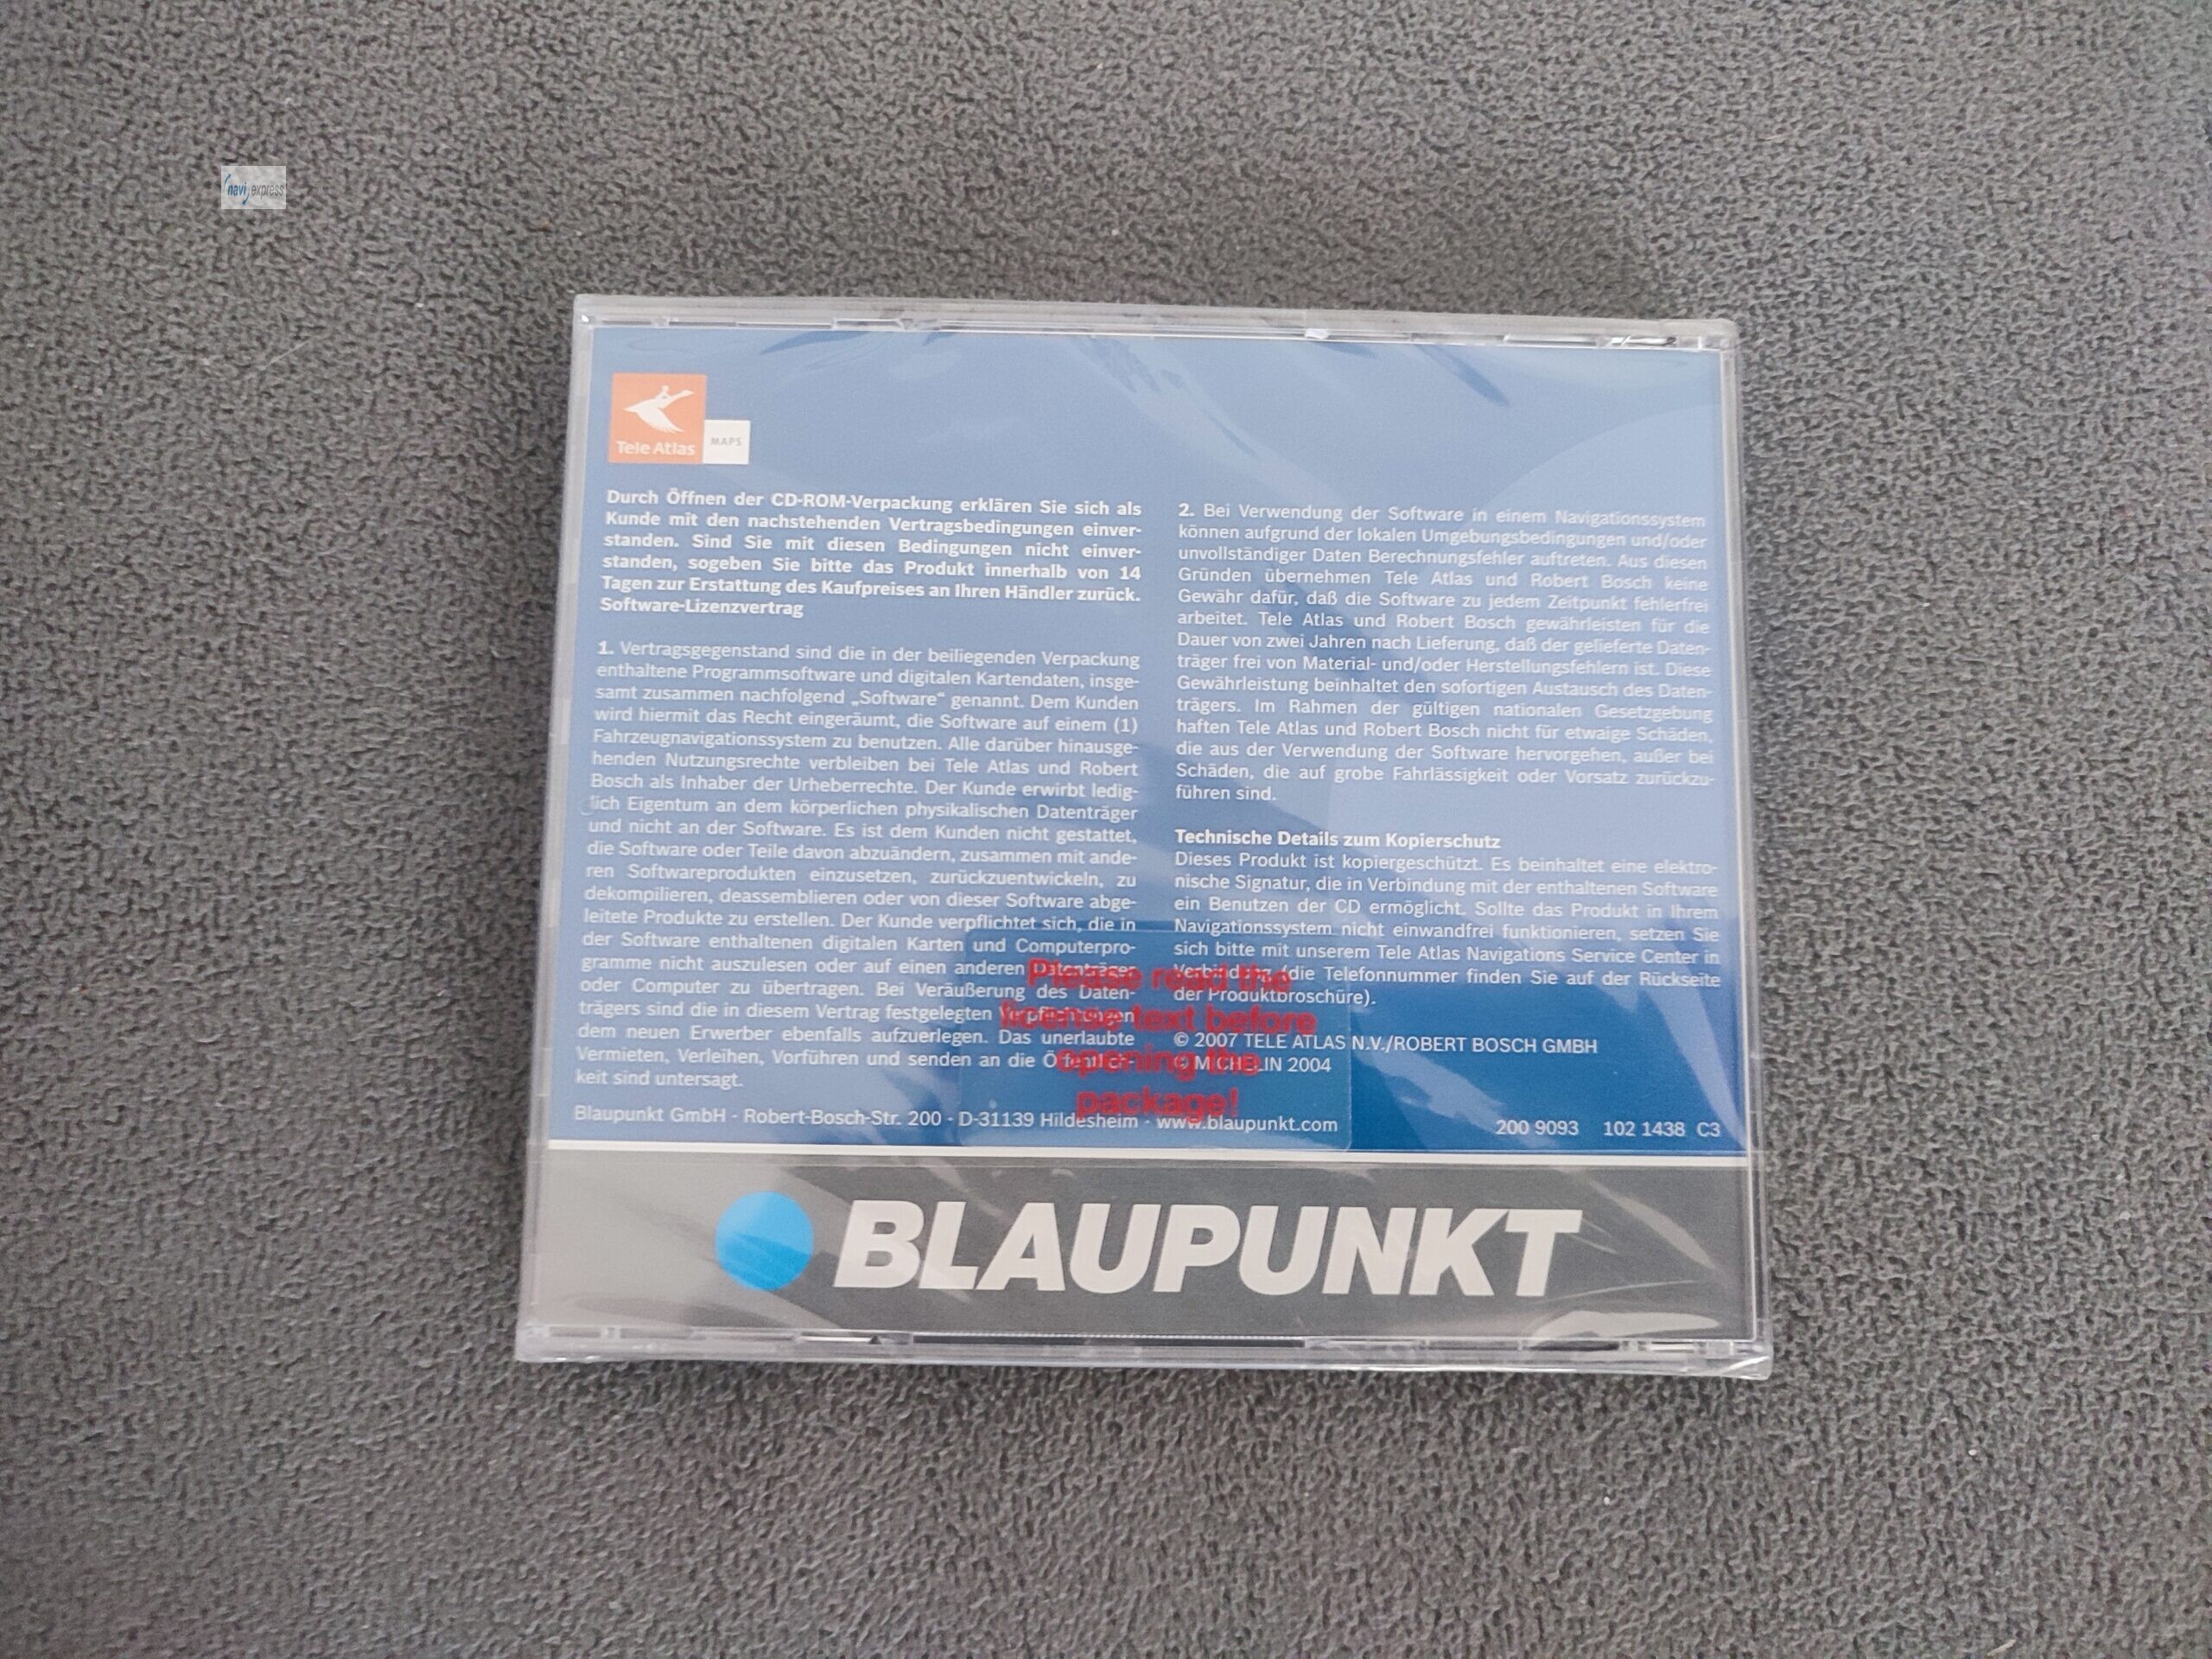 navi express
Tele Atlas
MAPS
Durch Öffnen der CD-ROM-Verpackung erklären Sie sich als
Kunde mit den nachstehenden Vertragsbedingungen einver-
standen. Sind Sie mit diesen Bedingungen nicht einver-
standen, sogeben Sie bitte das Produkt innerhalb von 14
Tagen zur Erstattung des Kaufpreises an Ihren Händler zurück.
Software-Lizenzvertrag
1. Vertragsgegenstand sind die in der beiliegenden Verpackung
enthaltene Programmsoftware und digitalen Kartendaten, insge-
samt zusammen nachfolgend „Software“ genannt. Dem Kunden
wird hiermit das Recht eingeräumt, die Software auf einem (1)
Fahrzeugnavigationssystem zu benutzen. Alle darüber hinausge-
henden Nutzungsrechte verbleiben bei Tele Atlas und Robert
Bosch als Inhaber der Urheberrechte. Der Kunde erwirbt ledig-
lich Eigentum an dem körperlichen physikalischen Datenträger
und nicht an der Software. Es ist dem Kunden nicht gestattet,
die Software oder Teile davon abzuändern, zusammen mit ande-
ren Softwareprodukten einzusetzen, zurückzuentwickeln, zu
dekompilieren, deassemblieren oder von dieser Software abge-
leitete Produkte zu erstellen. Der Kunde verpflichtet sich, die in
der Software enthaltenen digitalen Karten und Computerpro-
gramme nicht auszulesen oder auf einen anderen Datenträger
oder Computer zu übertragen. Bei Veräußerung des Daten-
trägers sind die in diesem Vertrag festgelegten Verpflichtungen
dem neuen Erwerber ebenfalls aufzuerlegen. Das unerlaubte
Vermieten, Verleihen, Vorführen und senden an die Öffentlich-
keit sind untersagt.
2. Bei Verwendung der Software in einem Navigationssystem
können aufgrund der lokalen Umgebungsbedingungen und/oder
unvollständiger Daten Berechnungsfehler auftreten. Aus diesen
Gründen übernehmen Tele Atlas und Robert Bosch keine
Gewähr dafür, daß die Software zu jedem Zeitpunkt fehlerfrei
arbeitet. Tele Atlas und Robert Bosch gewährleisten für die
Dauer von zwei Jahren nach Lieferung, daß der gelieferte Daten-
träger frei von Material- und/oder Herstellungsfehlern ist. Diese
Gewährleistung beinhaltet den sofortigen Austausch des Daten-
trägers. Im Rahmen der gültigen nationalen Gesetzgebung
haften Tele Atlas und Robert Bosch nicht für etwaige Schäden,
die aus der Verwendung der Software hervorgehen, außer bei
Schäden, die auf grobe Fahrlässigkeit oder Vorsatz zurückzu-
führen sind.
Technische Details zum Kopierschutz
Dieses Produkt ist kopiergeschützt. Es beinhaltet eine elektro-
nische Signatur, die in Verbindung mit der enthaltenen Software
ein Benutzen der CD ermöglicht. Sollte das Produkt in Ihrem
Navigationssystem nicht einwandfrei funktionieren, setzen Sie
sich bitte mit unserem Tele Atlas Navigations Service Center in
Verbindung (die Telefonnummer finden Sie auf der Rückseite
der Produktbroschüre).
© 2007 TELE ATLAS N.V./ROBERT BOSCH GMBH
© MICHELIN 2004
Please read the
license text before
opening the
package!
Blaupunkt GmbH · Robert-Bosch-Str. 200 · D-31139 Hildesheim · www.blaupunkt.com
200 9093 102 1438 C3
BLAUPUNKT